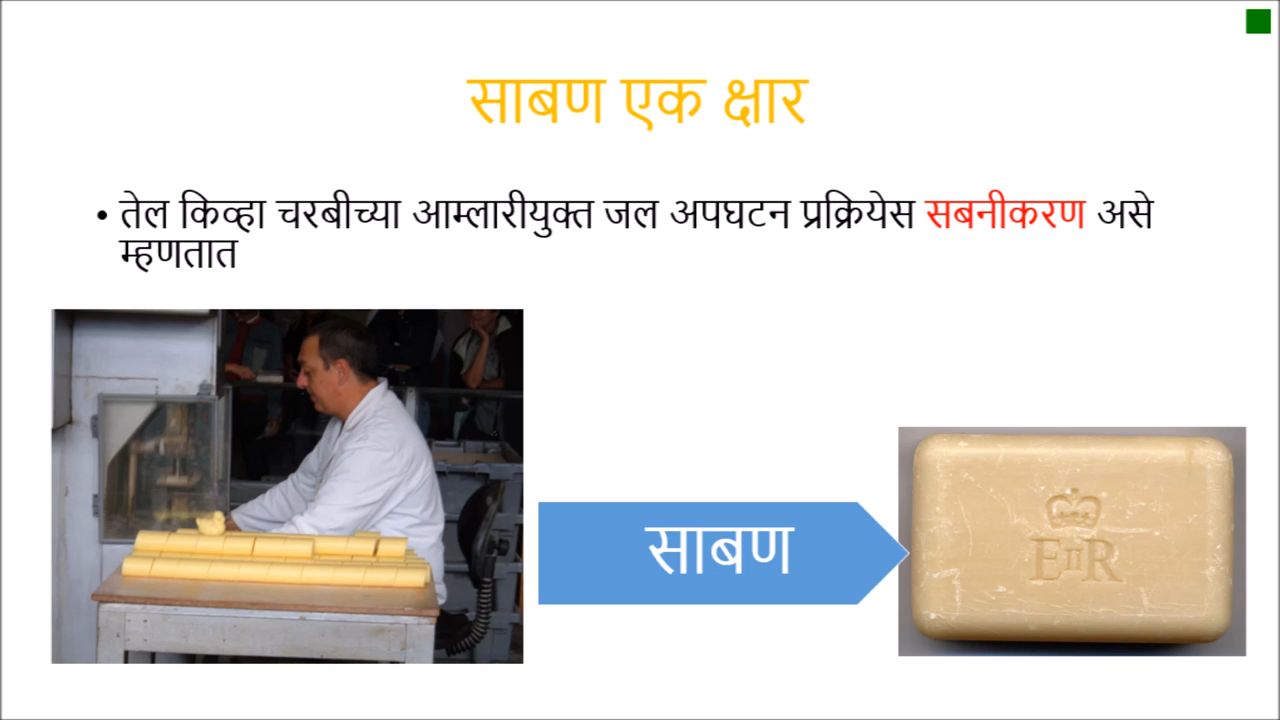 साबण एक क्षार
• तेल किव्हा चरबीच्या आम्लारीयुक्त जल अपघटन प्रक्रियेस सबनीकरण असे
म्हणतात
साबण
EIIR